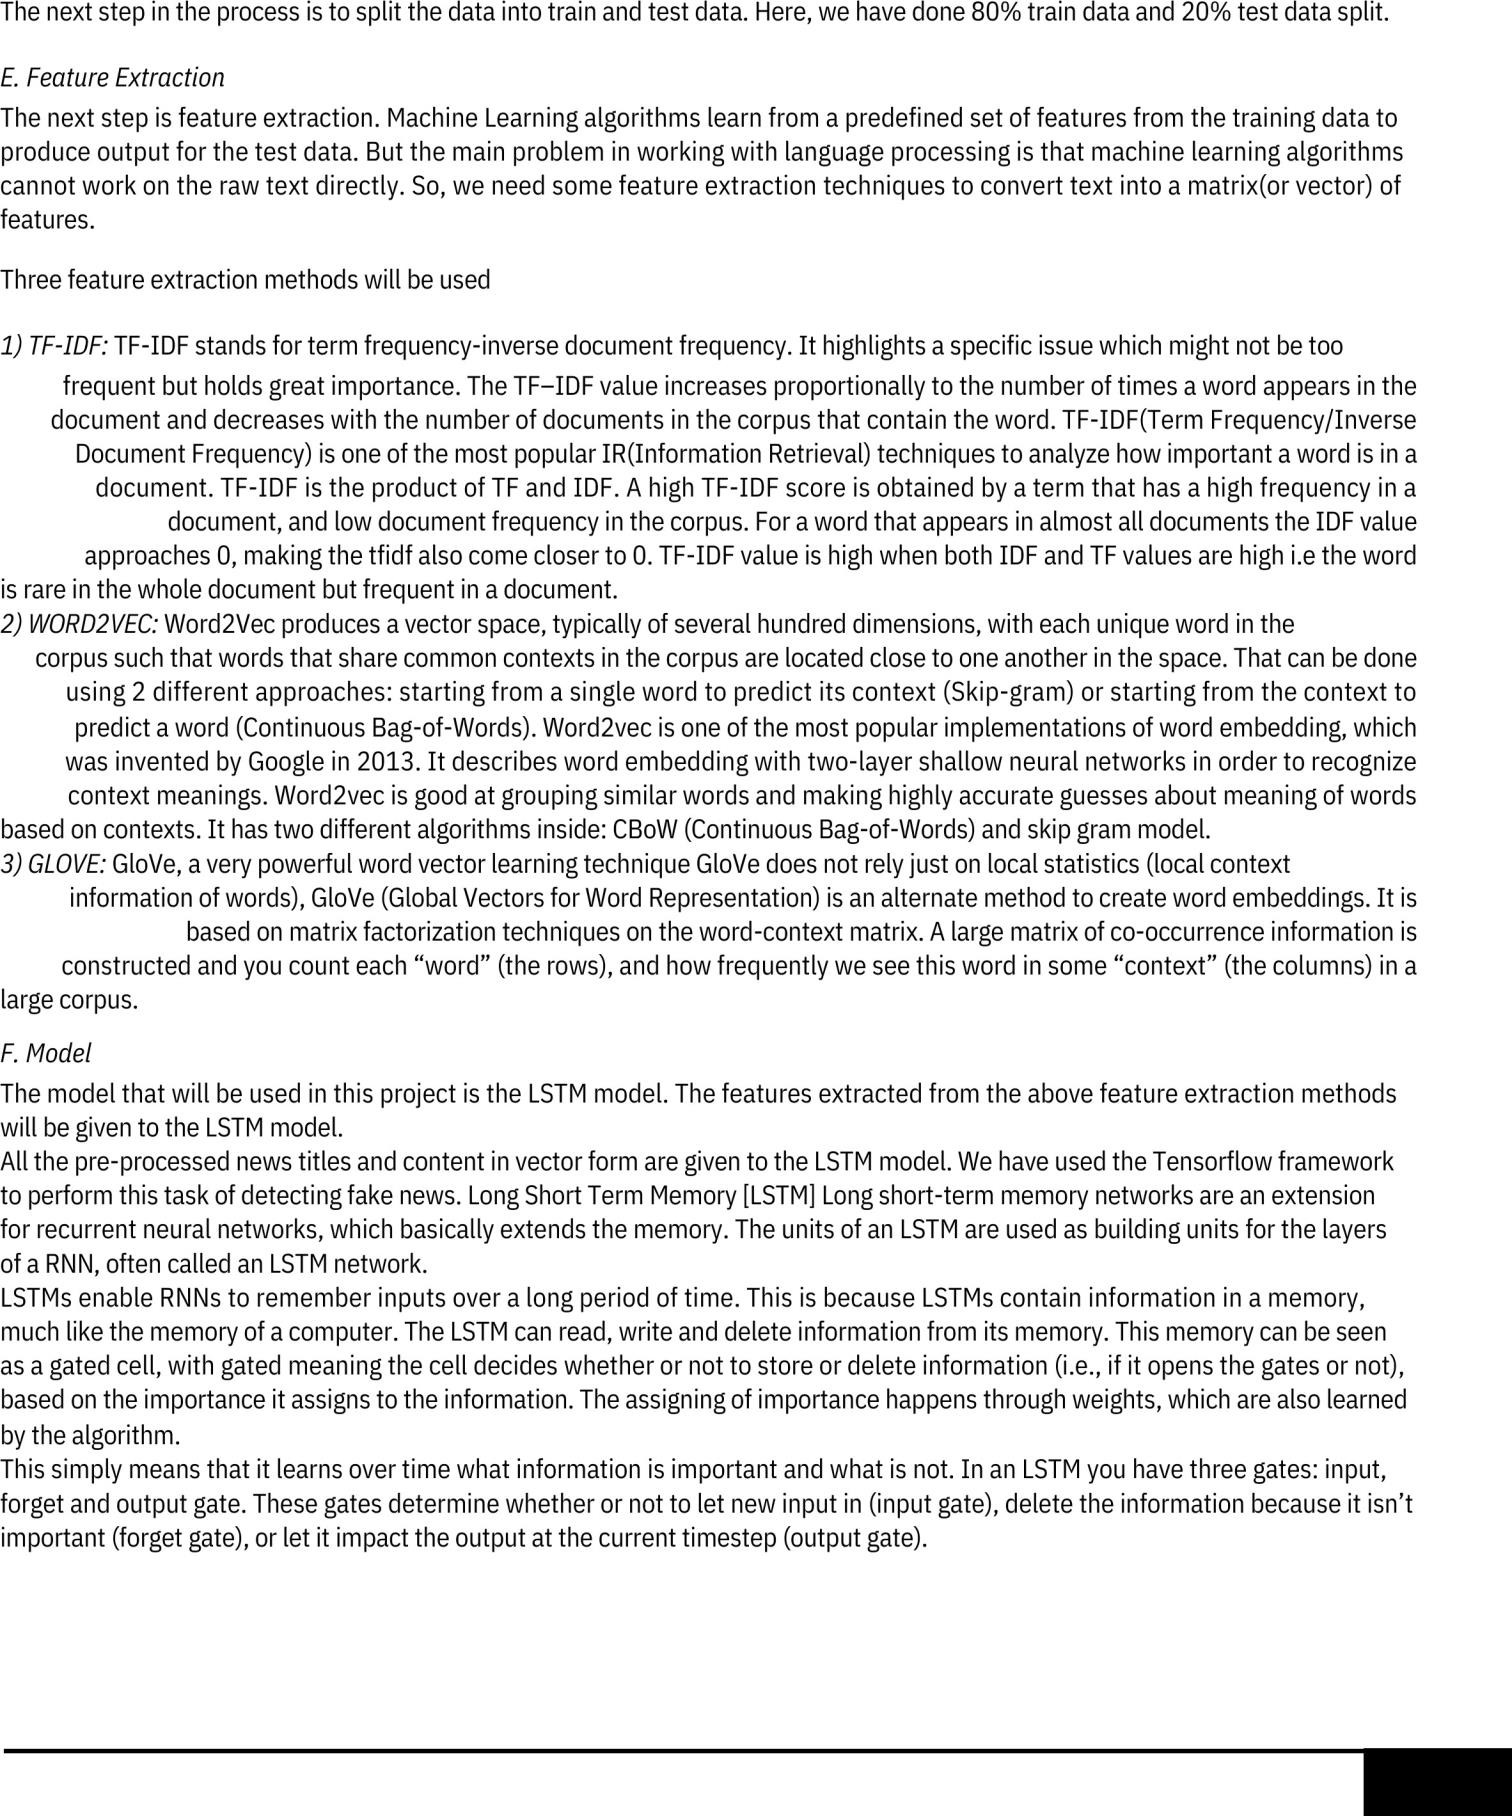 The next step in the process is to split the data into train and test data. Here, we have done 80% train data and 20% test data split.
E. Feature Extraction
The next step is feature extraction. Machine Learning algorithms learn from a predefined set of features from the training data to
produce output for the test data. But the main problem in working with language processing is that machine learning algorithms
cannot work on the raw text directly. So, we need some feature extraction techniques to convert text into a matrix(or vector) of
features.
Three feature extraction methods will be used
1) TF-IDF: TF-IDF stands for term frequency-inverse document frequency. It highlights a specific issue which might not be too
frequent but holds great importance. The TF–IDF value increases proportionally to the number of times a word appears in the
document and decreases with the number of documents in the corpus that contain the word. TF-IDF(Term Frequency/Inverse
Document Frequency) is one of the most popular IR(Information Retrieval) techniques to analyze how important a word is in a
document. TF-IDF is the product of TF and IDF. A high TF-IDF score is obtained by a term that has a high frequency in a
document, and low document frequency in the corpus. For a word that appears in almost all documents the IDF value
approaches 0, making the tfidf also come closer to 0. TF-IDF value is high when both IDF and TF values are high i.e the word
is rare in the whole document but frequent in a document.
2) WORD2VEC: Word2Vec produces a vector space, typically of several hundred dimensions, with each unique word in the
corpus such that words that share common contexts in the corpus are located close to one another in the space. That can be done
using 2 different approaches: starting from a single word to predict its context (Skip-gram) or starting from the context to
predict a word (Continuous Bag-of-Words). Word2vec is one of the most popular implementations of word embedding, which
was invented by Google in 2013. It describes word embedding with two-layer shallow neural networks in order to recognize
context meanings. Word2vec is good at grouping similar words and making highly accurate guesses about meaning of words
based on contexts. It has two different algorithms inside: CBoW (Continuous Bag-of-Words) and skip gram model.
3) GLOVE: GloVe, a very powerful word vector learning technique GloVe does not rely just on local statistics (local context
information of words), GloVe (Global Vectors for Word Representation) is an alternate method to create word embeddings. It is
based on matrix factorization techniques on the word-context matrix. A large matrix of co-occurrence information is
constructed and you count each “word” (the rows), and how frequently we see this word in some “context” (the columns) in a
large corpus.
F. Model
The model that will be used in this project is the LSTM model. The features extracted from the above feature extraction methods
will be given to the LSTM model.
All the pre-processed news titles and content in vector form are given to the LSTM model. We have used the Tensorflow framework
to perform this task of detecting fake news. Long Short Term Memory [LSTM] Long short-term memory networks are an extension
for recurrent neural networks, which basically extends the memory. The units of an LSTM are used as building units for the layers
of a RNN, often called an LSTM network.
LSTMs enable RNNs to remember inputs over a long period of time. This is because LSTMs contain information in a memory,
much like the memory of a computer. The LSTM can read, write and delete information from its memory. This memory can be seen
as a gated cell, with gated meaning the cell decides whether or not to store or delete information (i.e., if it opens the gates or not),
based on the importance it assigns to the information. The assigning of importance happens through weights, which are also learned
by the algorithm.
This simply means that it learns over time what information is important and what is not. In an LSTM you have three gates: input,
forget and output gate. These gates determine whether or not to let new input in (input gate), delete the information because it isn’t
important (forget gate), or let it impact the output at the current timestep (output gate).